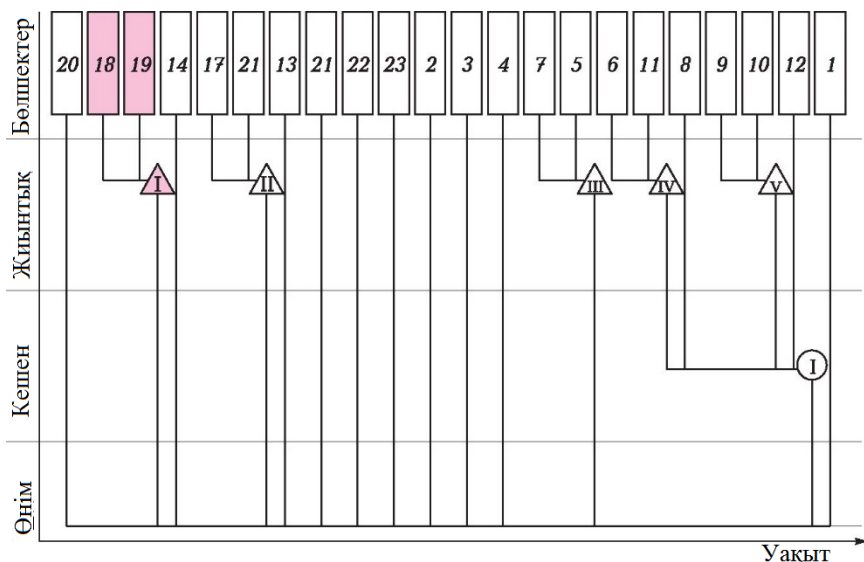 Бөлшектер
20 18 19 14 17 21 13 21 22 23 2 3 4 7 5 6 11 8 9 10 12 1
Жиынтық
I II III IV V
Кешен
I
Өнім
Уақыт